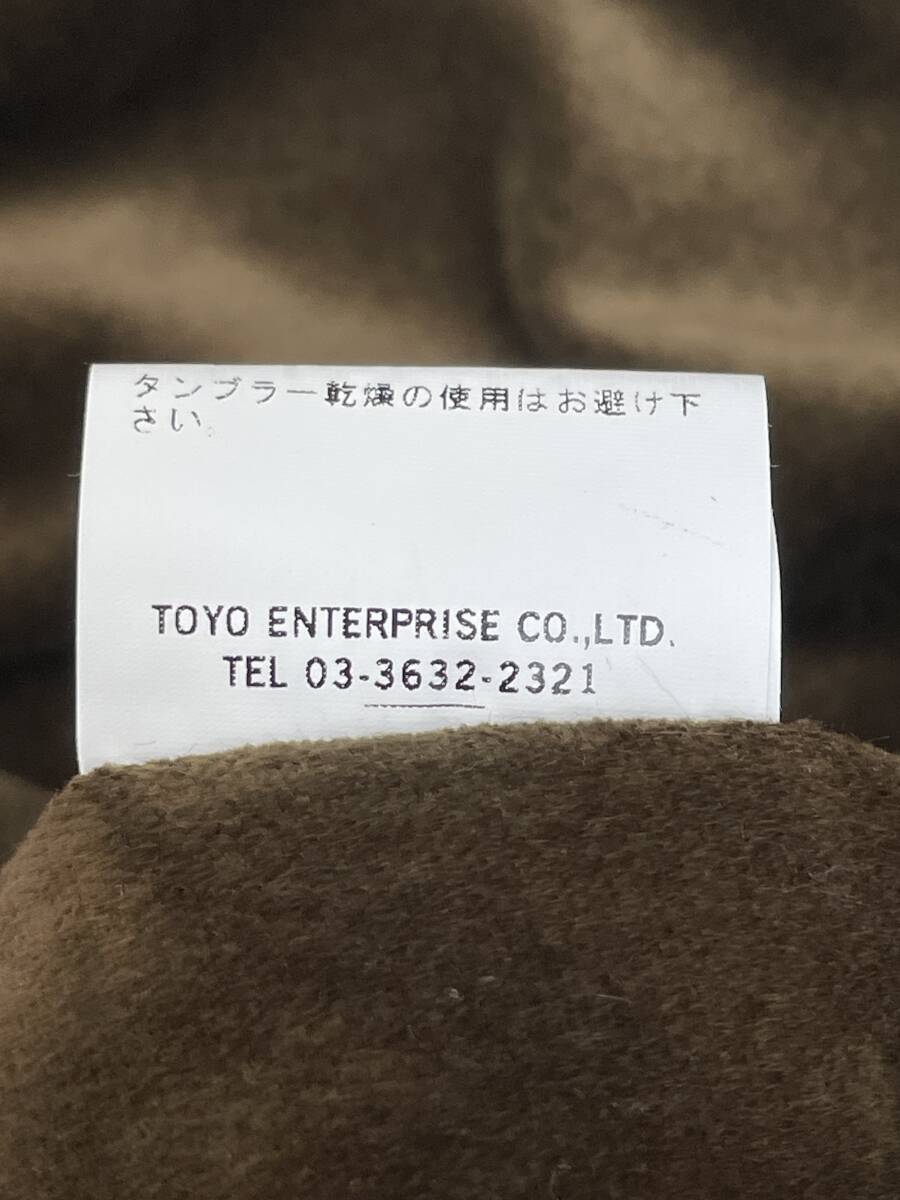 タンブラー乾燥の使用はお避け下
さい。
TOYO ENTERPRISE CO.,LTD.
TEL 03-3632-2321